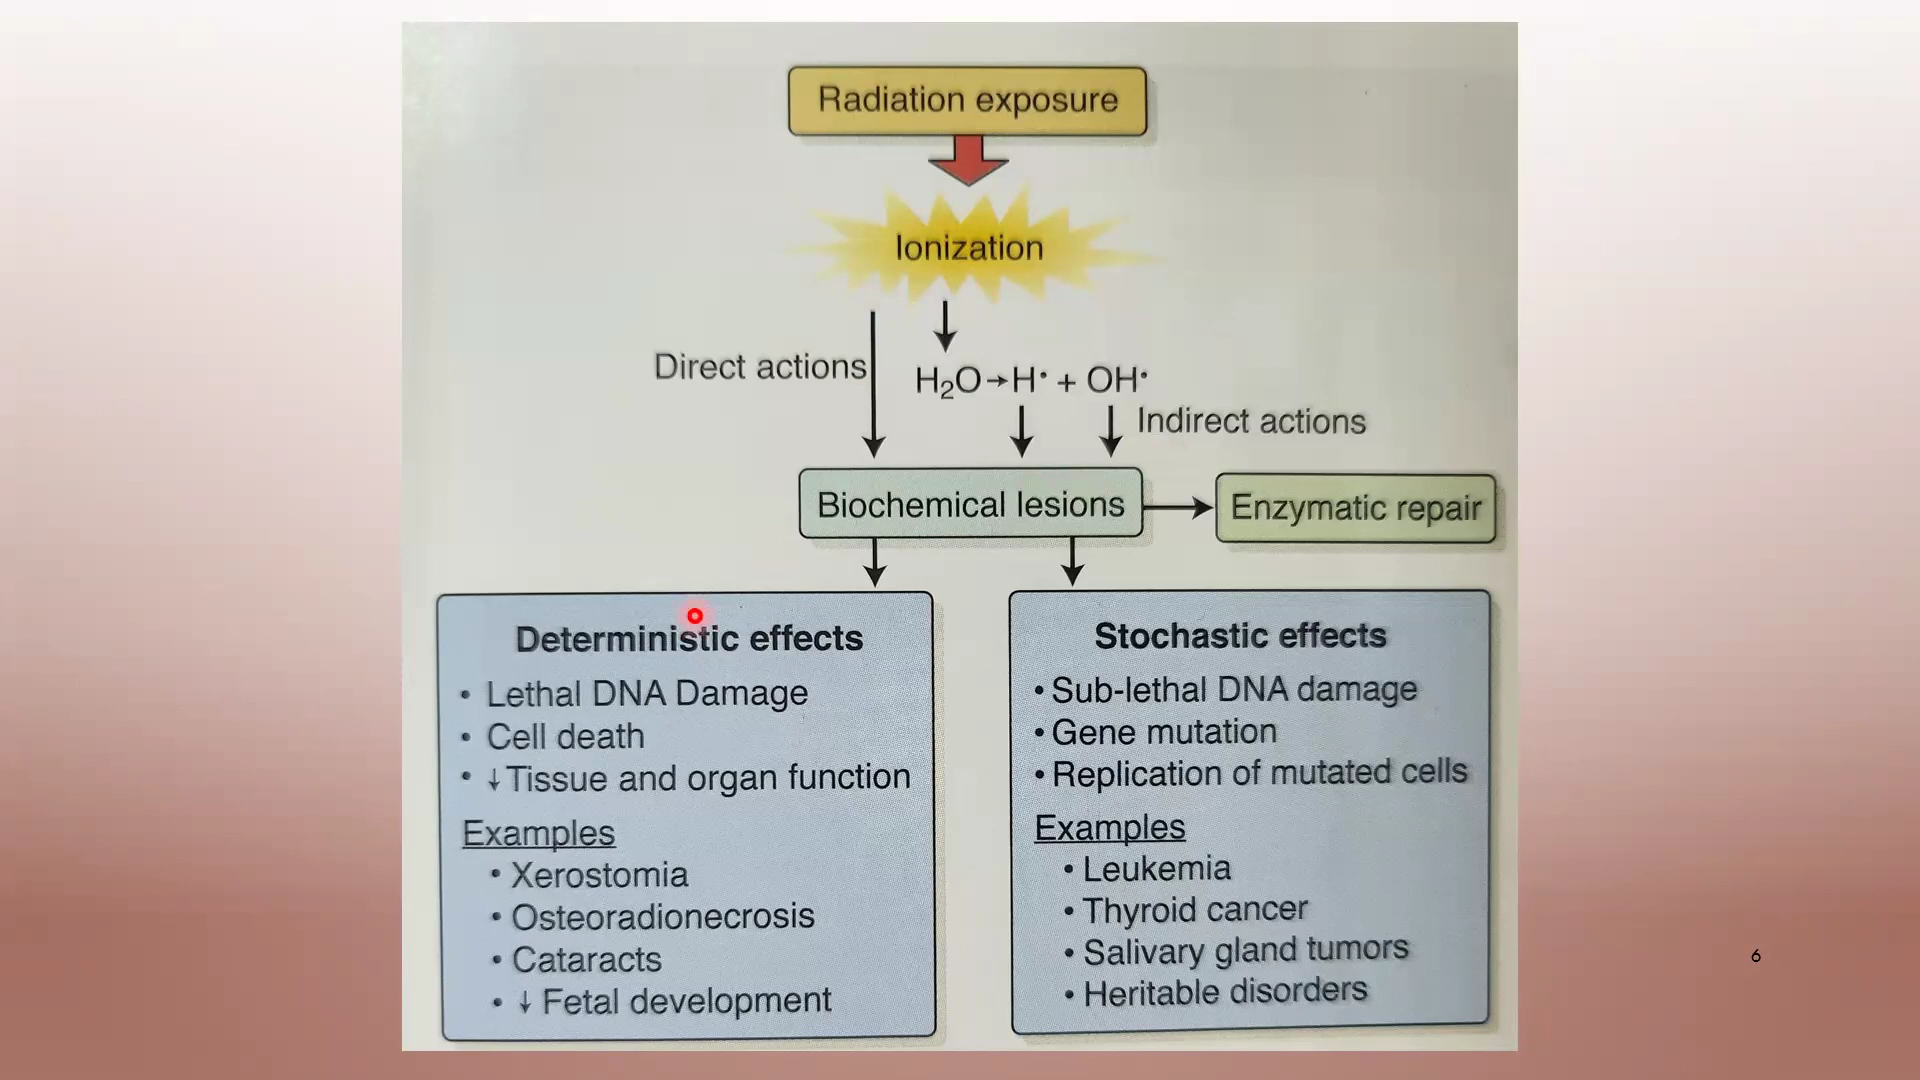 Radiation exposure
Ionization
Direct actions
H₂O→H• + OH•
Indirect actions
Biochemical lesions
Enzymatic repair
Deterministic effects
• Lethal DNA Damage
• Cell death
• ↓Tissue and organ function
Examples
• Xerostomia
• Osteoradionecrosis
• Cataracts
• ↓ Fetal development
Stochastic effects
• Sub-lethal DNA damage
• Gene mutation
• Replication of mutated cells
Examples
• Leukemia
• Thyroid cancer
• Salivary gland tumors
• Heritable disorders
6